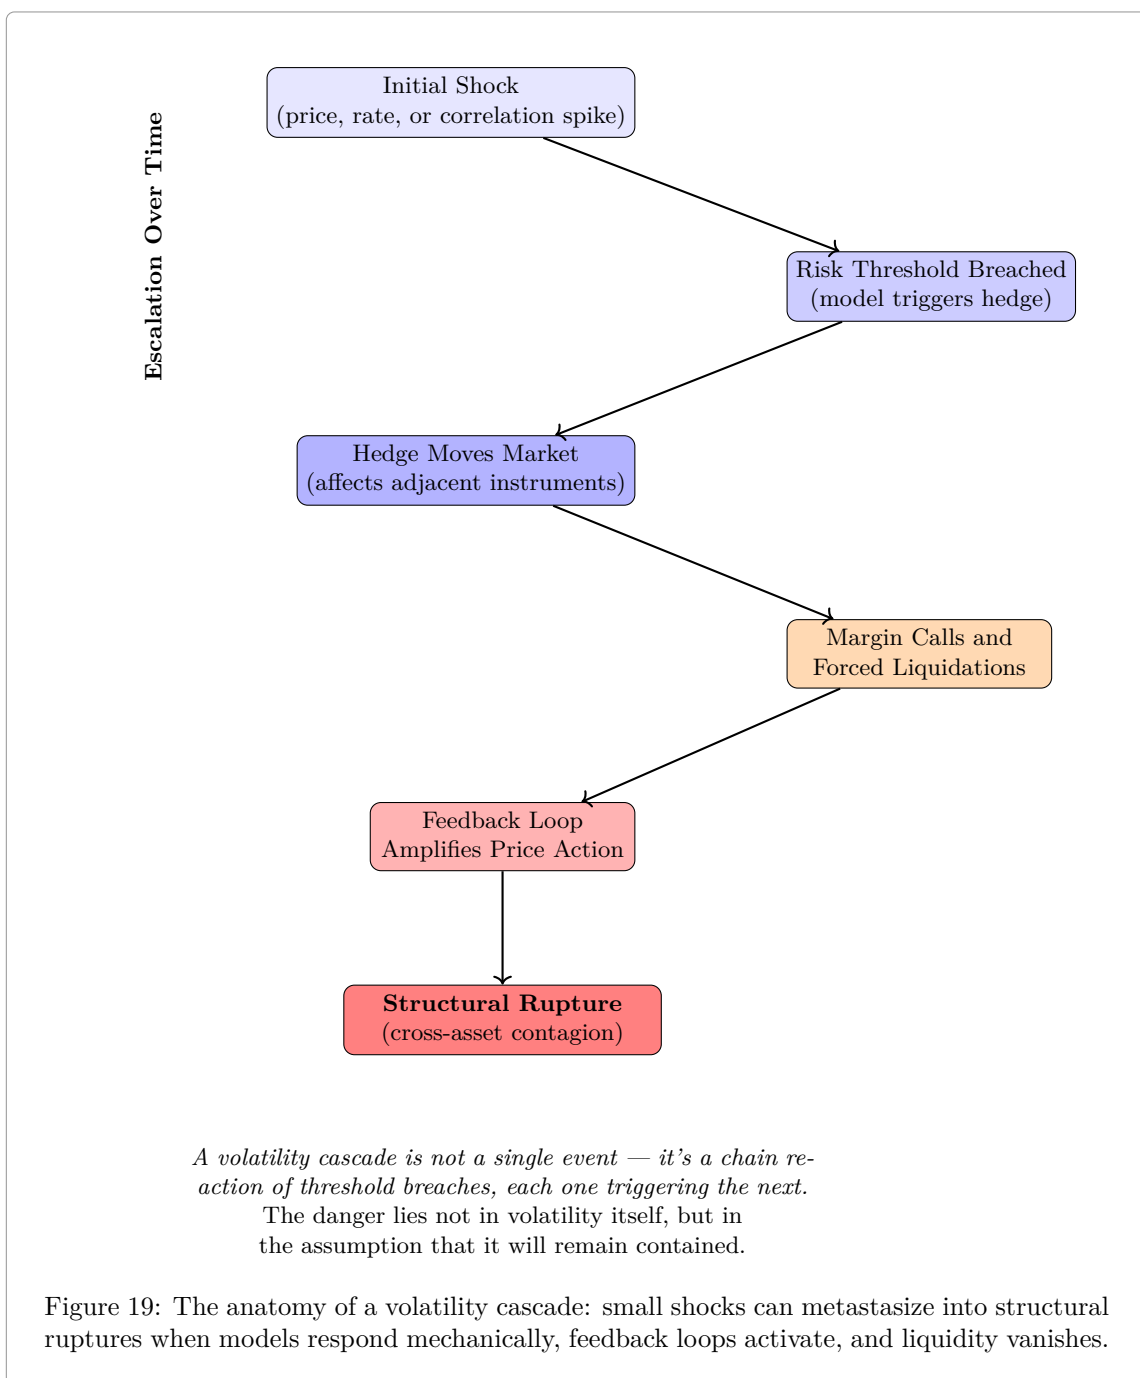 Initial Shock
(price, rate, or correlation spike)
Escalation Over Time
Risk Threshold Breached
(model triggers hedge)
Hedge Moves Market
(affects adjacent instruments)
Margin Calls and
Forced Liquidations
Feedback Loop
Amplifies Price Action
Structural Rupture
(cross-asset contagion)
A volatility cascade is not a single event — it's a chain re-
action of threshold breaches, each one triggering the next.
The danger lies not in volatility itself, but in
the assumption that it will remain contained.
Figure 19: The anatomy of a volatility cascade: small shocks can metastasize into structural
ruptures when models respond mechanically, feedback loops activate, and liquidity vanishes.